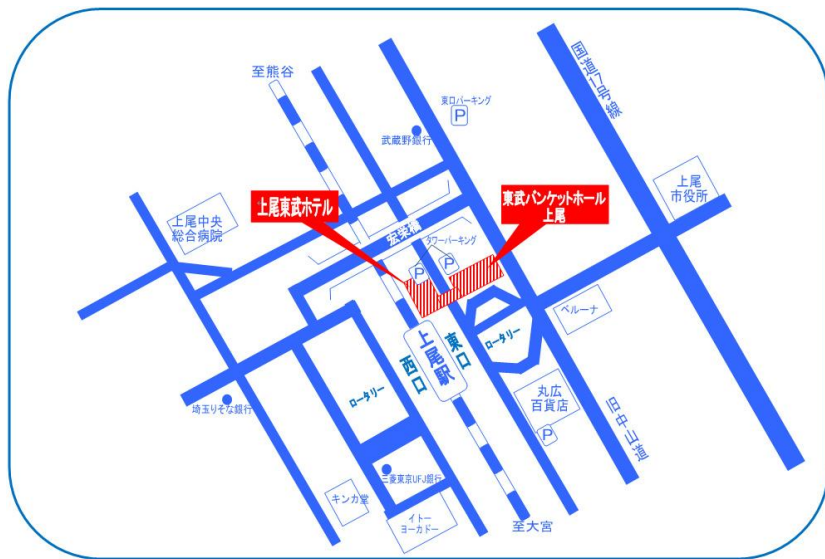 至熊谷
国道17号線
東口パーキング
P
武蔵野銀行
上尾
市役所
上尾中央
総合病院
上尾東武ホテル
東武バンケットホール
上尾
宏栄橋
タワーパーキング
P
P
ベルーナ
ロータリー
上尾駅
東口
西口
ロータリー
埼玉りそな銀行
丸広
百貨店
P
旧中山道
三菱東京UFJ銀行
キンカ堂
イトー
ヨーカドー
至大宮